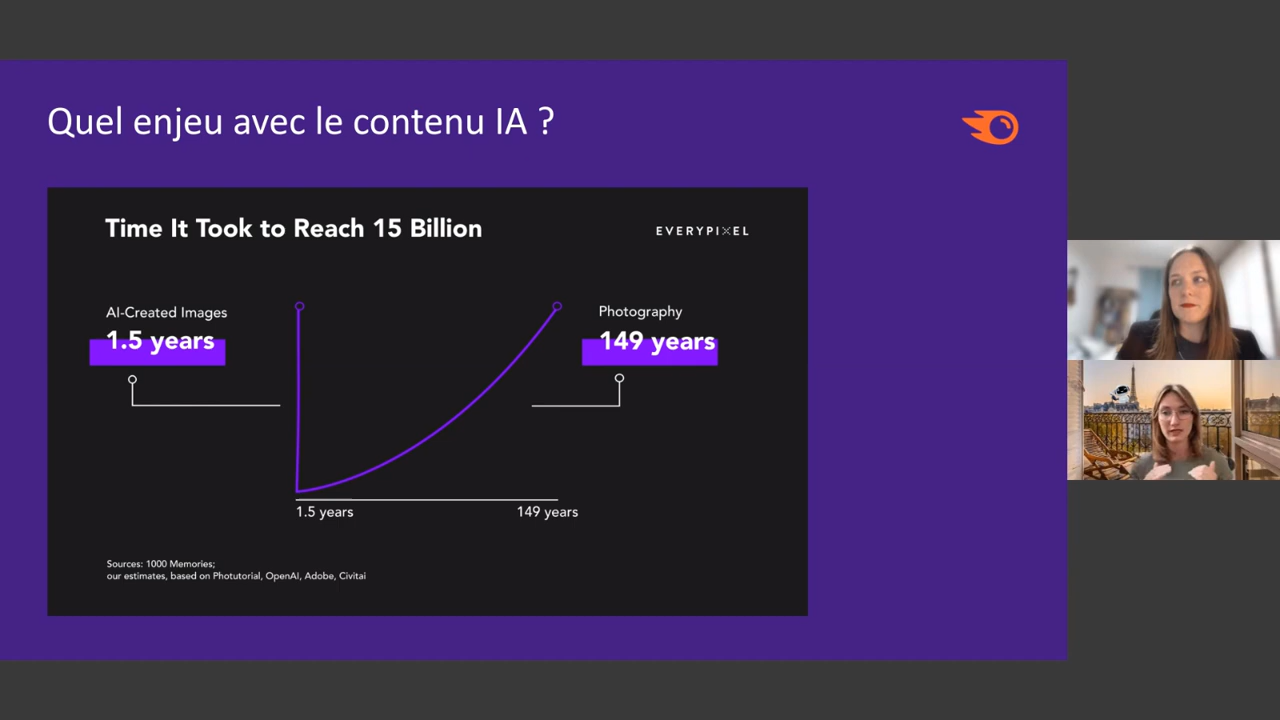 Quel enjeu avec le contenu IA ?
Time It Took to Reach 15 Billion
EVERYPIXEL
AI-Created Images
1.5 years
Photography
149 years
1.5 years
149 years
Sources: 1000 Memories;
our estimates, based on Photutorial, OpenAI, Adobe, Civitai